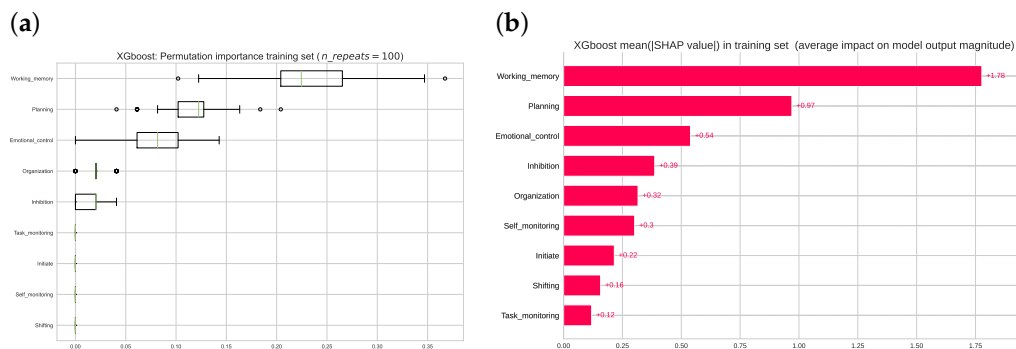 (a)
XGboost: Permutation importance training set (n_repeats = 100)
Working_memory
Planning
Emotional_control
Organization
Inhibition
Task_monitoring
Initiate
Self_monitoring
Shifting
0.00 0.05 0.10 0.15 0.20 0.25 0.30 0.35
(b)
XGboost mean(|SHAP value|) in training set (average impact on model output magnitude)
Working_memory +1.78
Planning +0.97
Emotional_control +0.54
Inhibition +0.39
Organization +0.32
Self_monitoring +0.3
Initiate +0.22
Shifting +0.16
Task_monitoring +0.12
0.00 0.25 0.50 0.75 1.00 1.25 1.50 1.75